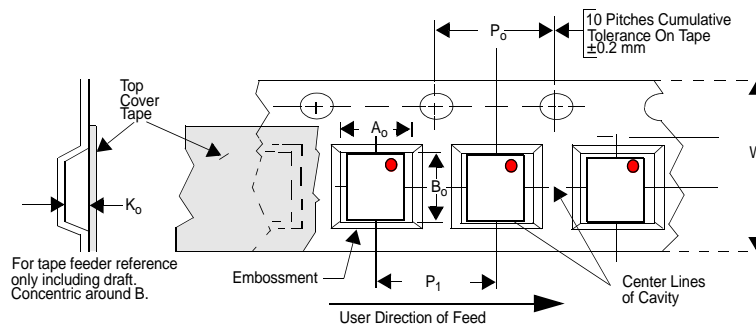 10 Pitches Cumulative
Tolerance On Tape
±0.2 mm
Po
Top
Cover
Tape
Ao
W
Bo
Ko
For tape feeder reference
only including draft.
Concentric around B.
Embossment
P1
Center Lines
of Cavity
User Direction of Feed